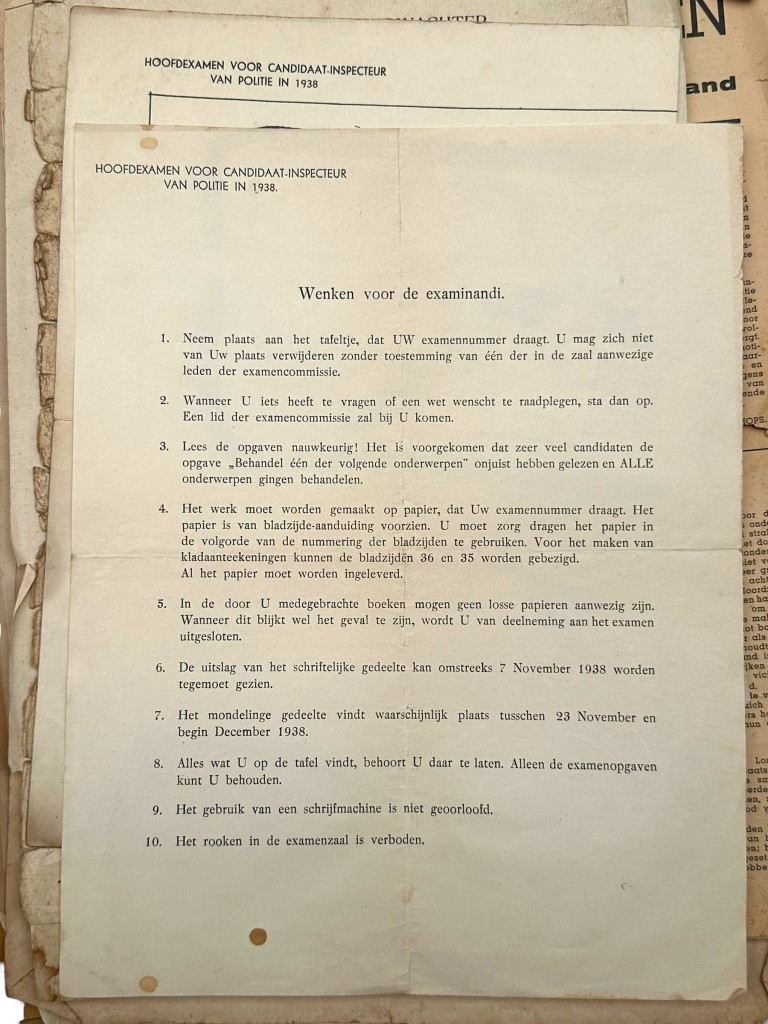 HOOFDEXAMEN VOOR CANDIDAAT-INSPECTEUR
VAN POLITIE IN 1938
and
HOOFDEXAMEN VOOR CANDIDAAT-INSPECTEUR
VAN POLITIE IN 1938.
Wenken voor de examinandi.
1. Neem plaats aan het tafeltje, dat UW examennummer draagt. U mag zich niet
van Uw plaats verwijderen zonder toestemming van één der in de zaal aanwezige
leden der examencommissie.
2. Wanneer U iets heeft te vragen of een wet wenscht te raadplegen, sta dan op.
Een lid der examencommissie zal bij U komen.
3. Lees de opgaven nauwkeurig! Het is voorgekomen dat zeer veel candidaten de
opgave „Behandel één der volgende onderwerpen" onjuist hebben gelezen en ALLE
onderwerpen gingen behandelen.
4. Het werk moet worden gemaakt op papier, dat Uw examennummer draagt. Het
papier is van bladzijde-aanduiding voorzien. U moet zorg dragen het papier in
de volgorde van de nummering der bladzijden te gebruiken. Voor het maken van
kladaanteekeningen kunnen de bladzijden 36 en 35 worden gebezigd.
Al het papier moet worden ingeleverd.
5. In de door U medegebrachte boeken mogen geen losse papieren aanwezig zijn.
Wanneer dit blijkt wel het geval te zijn, wordt U van deelneming aan het examen
uitgesloten.
6. De uitslag van het schriftelijke gedeelte kan omstreeks 7 November 1938 worden
tegemoet gezien.
7. Het mondelinge gedeelte vindt waarschijnlijk plaats tusschen 23 November en
begin December 1938.
8. Alles wat U op de tafel vindt, behoort U daar te laten. Alleen de examenopgaven
kunt U behouden.
9. Het gebruik van een schrijfmachine is niet geoorloofd.
10. Het rooken in de examenzaal is verboden.